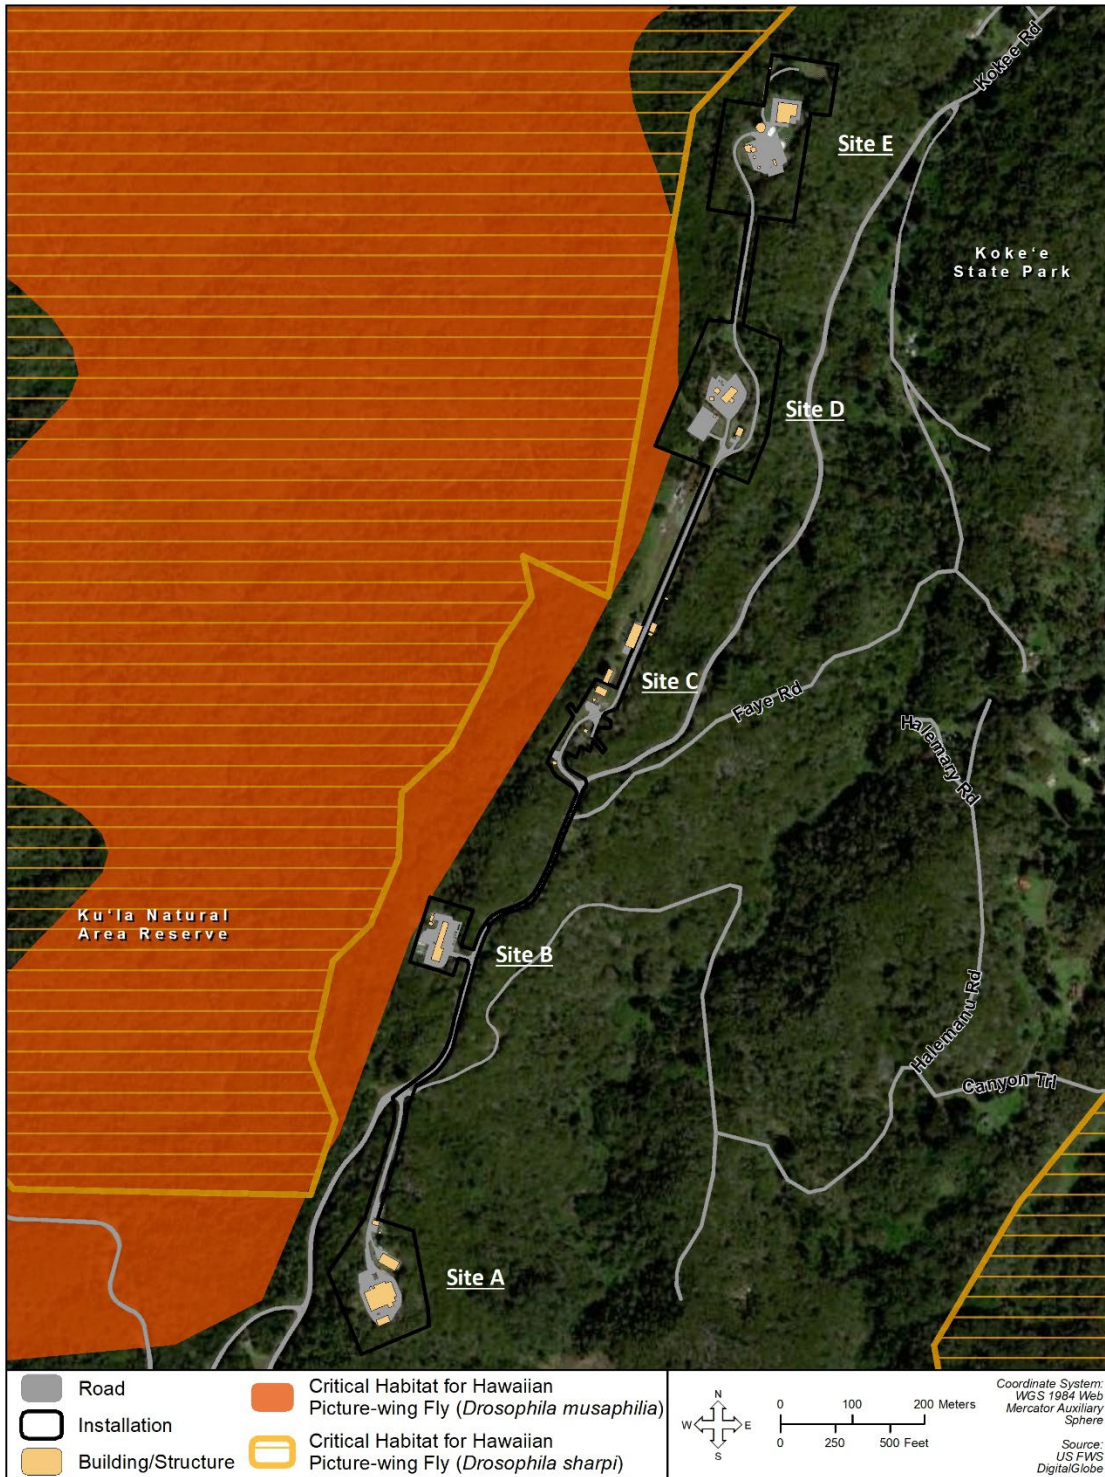 Kokee Rd
Site E
Koke‘e
State Park
Site D
Site C
Faye Rd
Halemary Rd
Ku‘la Natural
Area Reserve
Site B
Halemanu Rd
Canyon Trl
Site A
Road
Installation
Building/Structure
Critical Habitat for Hawaiian
Picture-wing Fly (Drosophila musaphilia)
Critical Habitat for Hawaiian
Picture-wing Fly (Drosophila sharpi)
N
W E
S
0 100 200 Meters
0 250 500 Feet
Coordinate System:
WGS 1984 Web
Mercator Auxiliary
Sphere
Source:
US FWS
DigitalGlobe